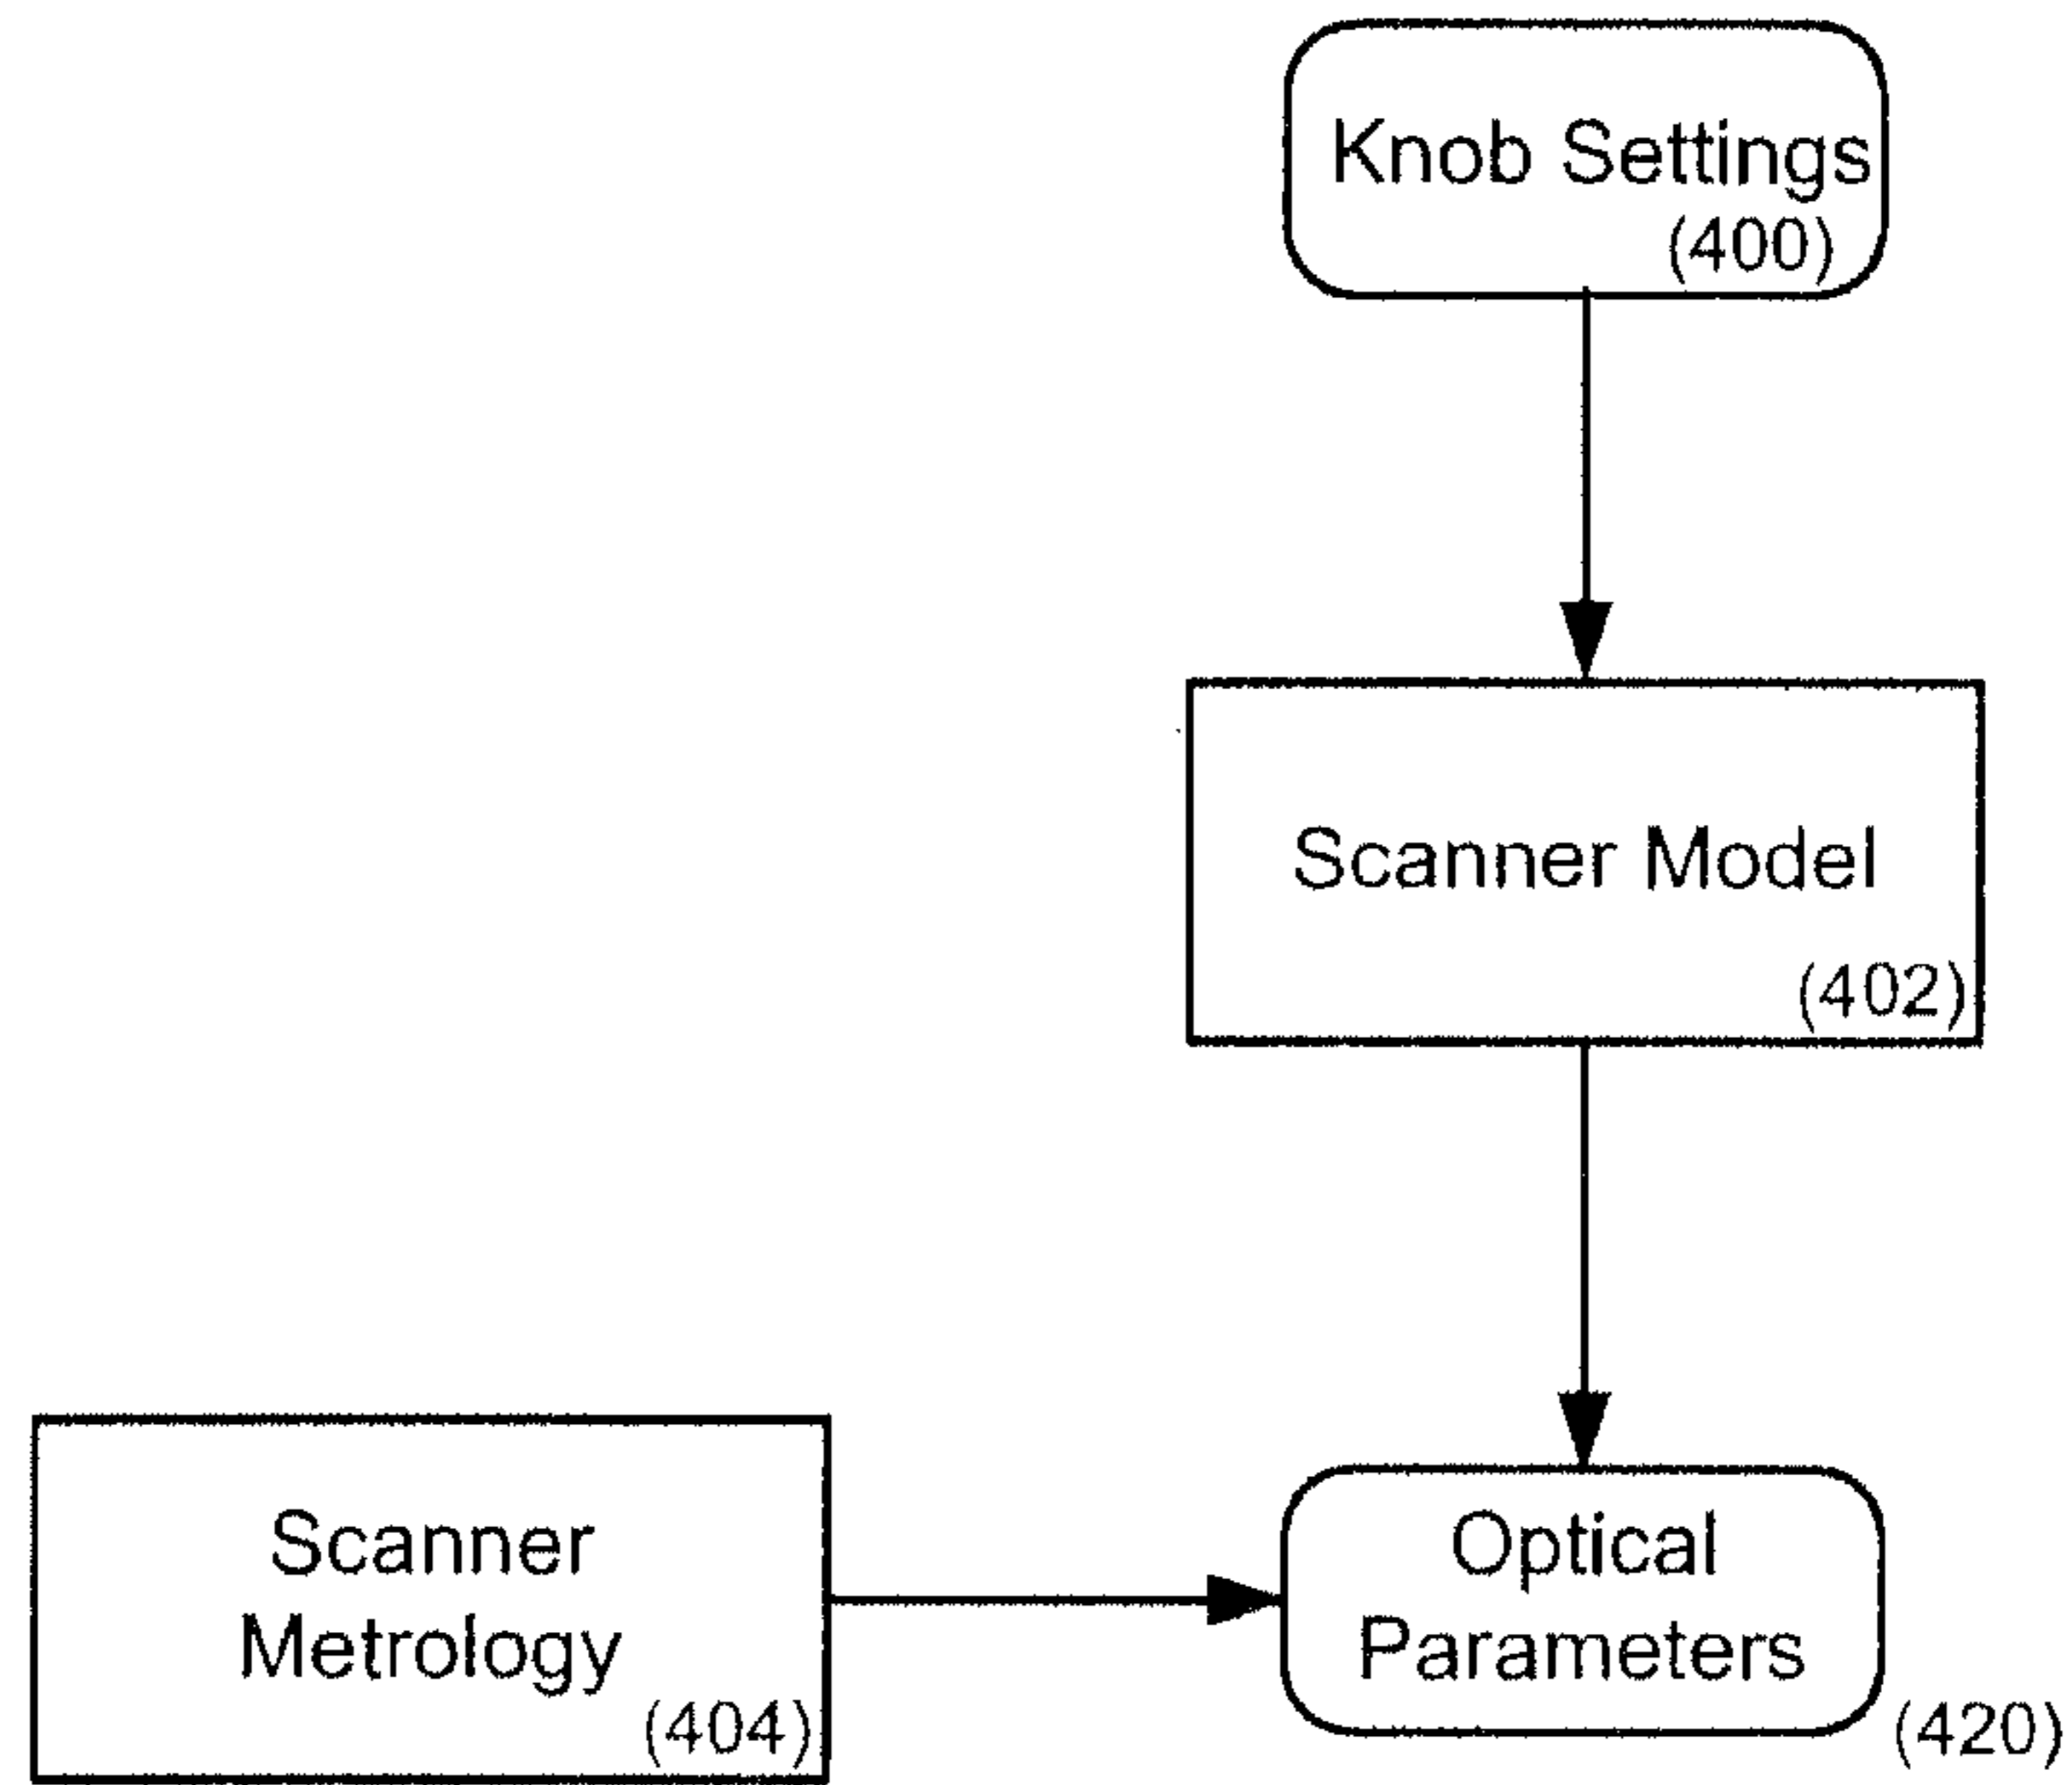 Knob Settings
(400)
Scanner Model
(402)
Scanner
Metrology
(404)
Optical
Parameters
(420)